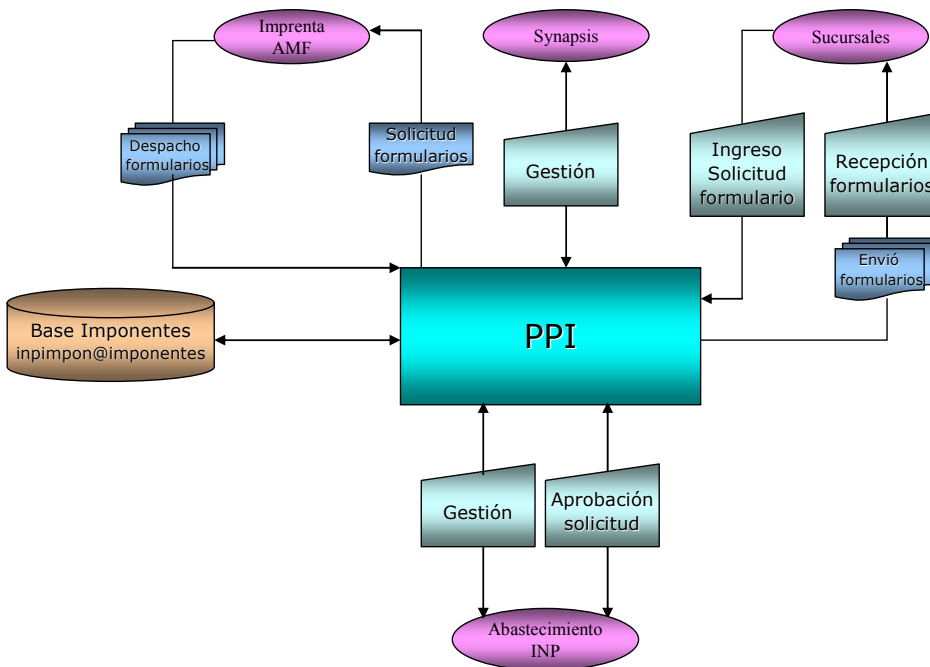 Imprenta
AMF
Synapsis
Sucursales
Despacho
formularios
Solicitud
formularios
Gestión
Ingreso
Solicitud
formulario
Recepción
formularios
Envió
formularios
Base Imponentes
inpimpon@imponentes
PPI
Gestión
Aprobación
solicitud
Abastecimiento
INP